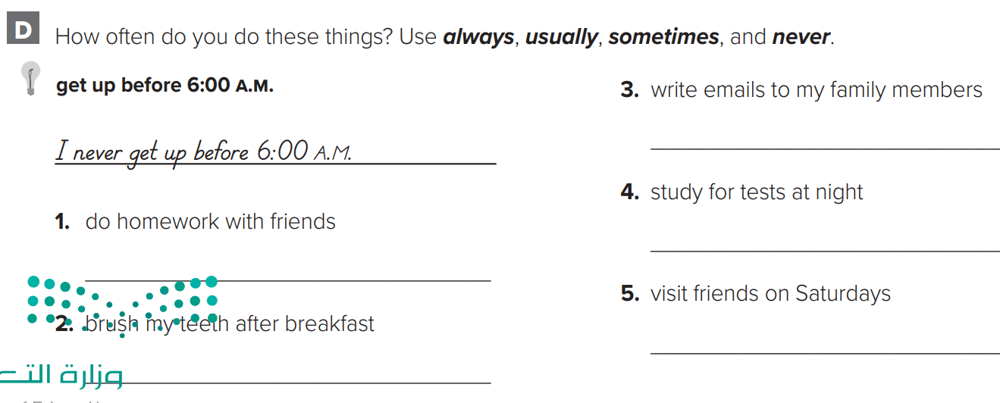 D How often do you do these things? Use always, usually, sometimes, and never.
get up before 6:00 A.M.
I never get up before 6:00 A.M.
1. do homework with friends
2. brush my teeth after breakfast
3. write emails to my family members
4. study for tests at night
5. visit friends on Saturdays
وزارة